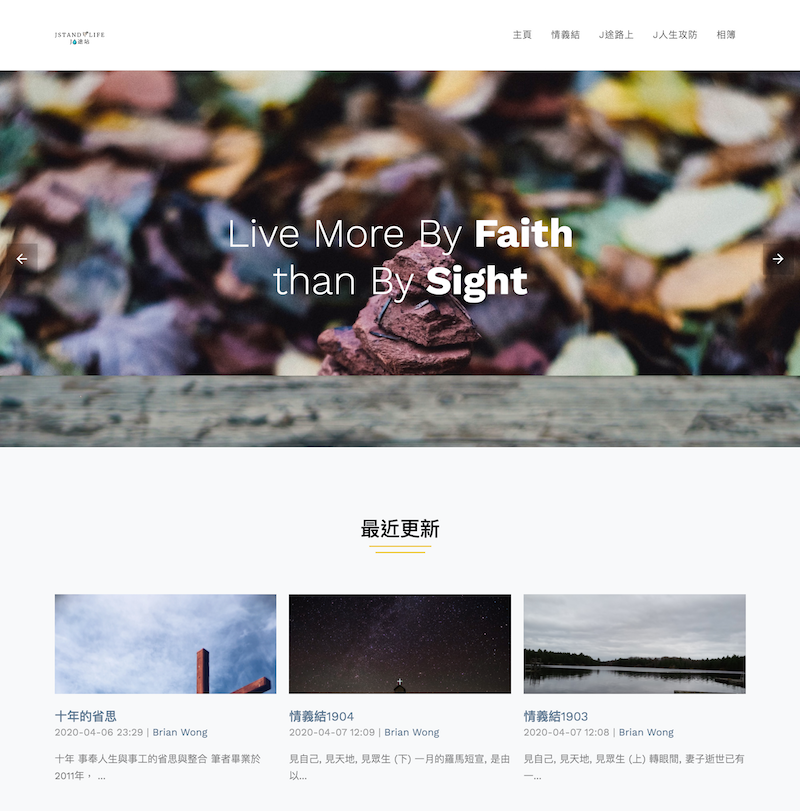 JSTAND LIFE
主頁 情義結 J途路上 J人生攻防 相簿
Live More By Faith
than By Sight
最近更新
十年的省思
2020-04-06 23:29 | Brian Wong
十年 事奉人生與事工的省思與整合 筆者畢業於
2011年， ...
情義結1904
2020-04-07 12:09 | Brian Wong
見自己, 見天地, 見眾生 (下) 一月的羅馬短宣, 是由
以...
情義結1903
2020-04-07 12:08 | Brian Wong
見自己, 見天地, 見眾生 (上) 轉眼間, 妻子逝世已有
一...